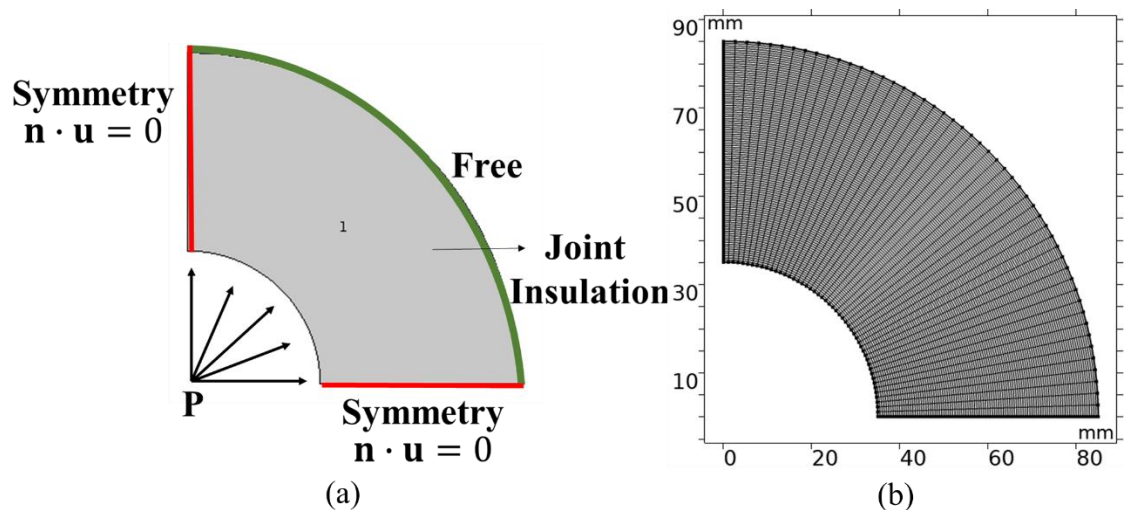 Symmetry
n · u = 0
Free
1
Joint
Insulation
P
Symmetry
n · u = 0
(a)
90
mm
70
50
30
10
mm
0 20 40 60 80
(b)